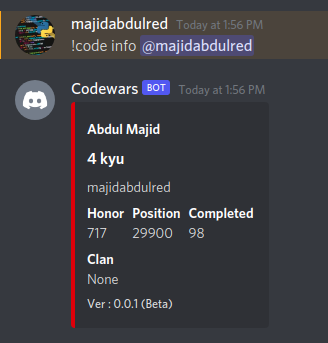 majidabdulred Today at 1:56 PM
!code info @majidabdulred
Codewars BOT Today at 1:56 PM
Abdul Majid
4 kyu
majidabdulred
Honor Position Completed
717 29900 98
Clan
None
Ver : 0.0.1 (Beta)